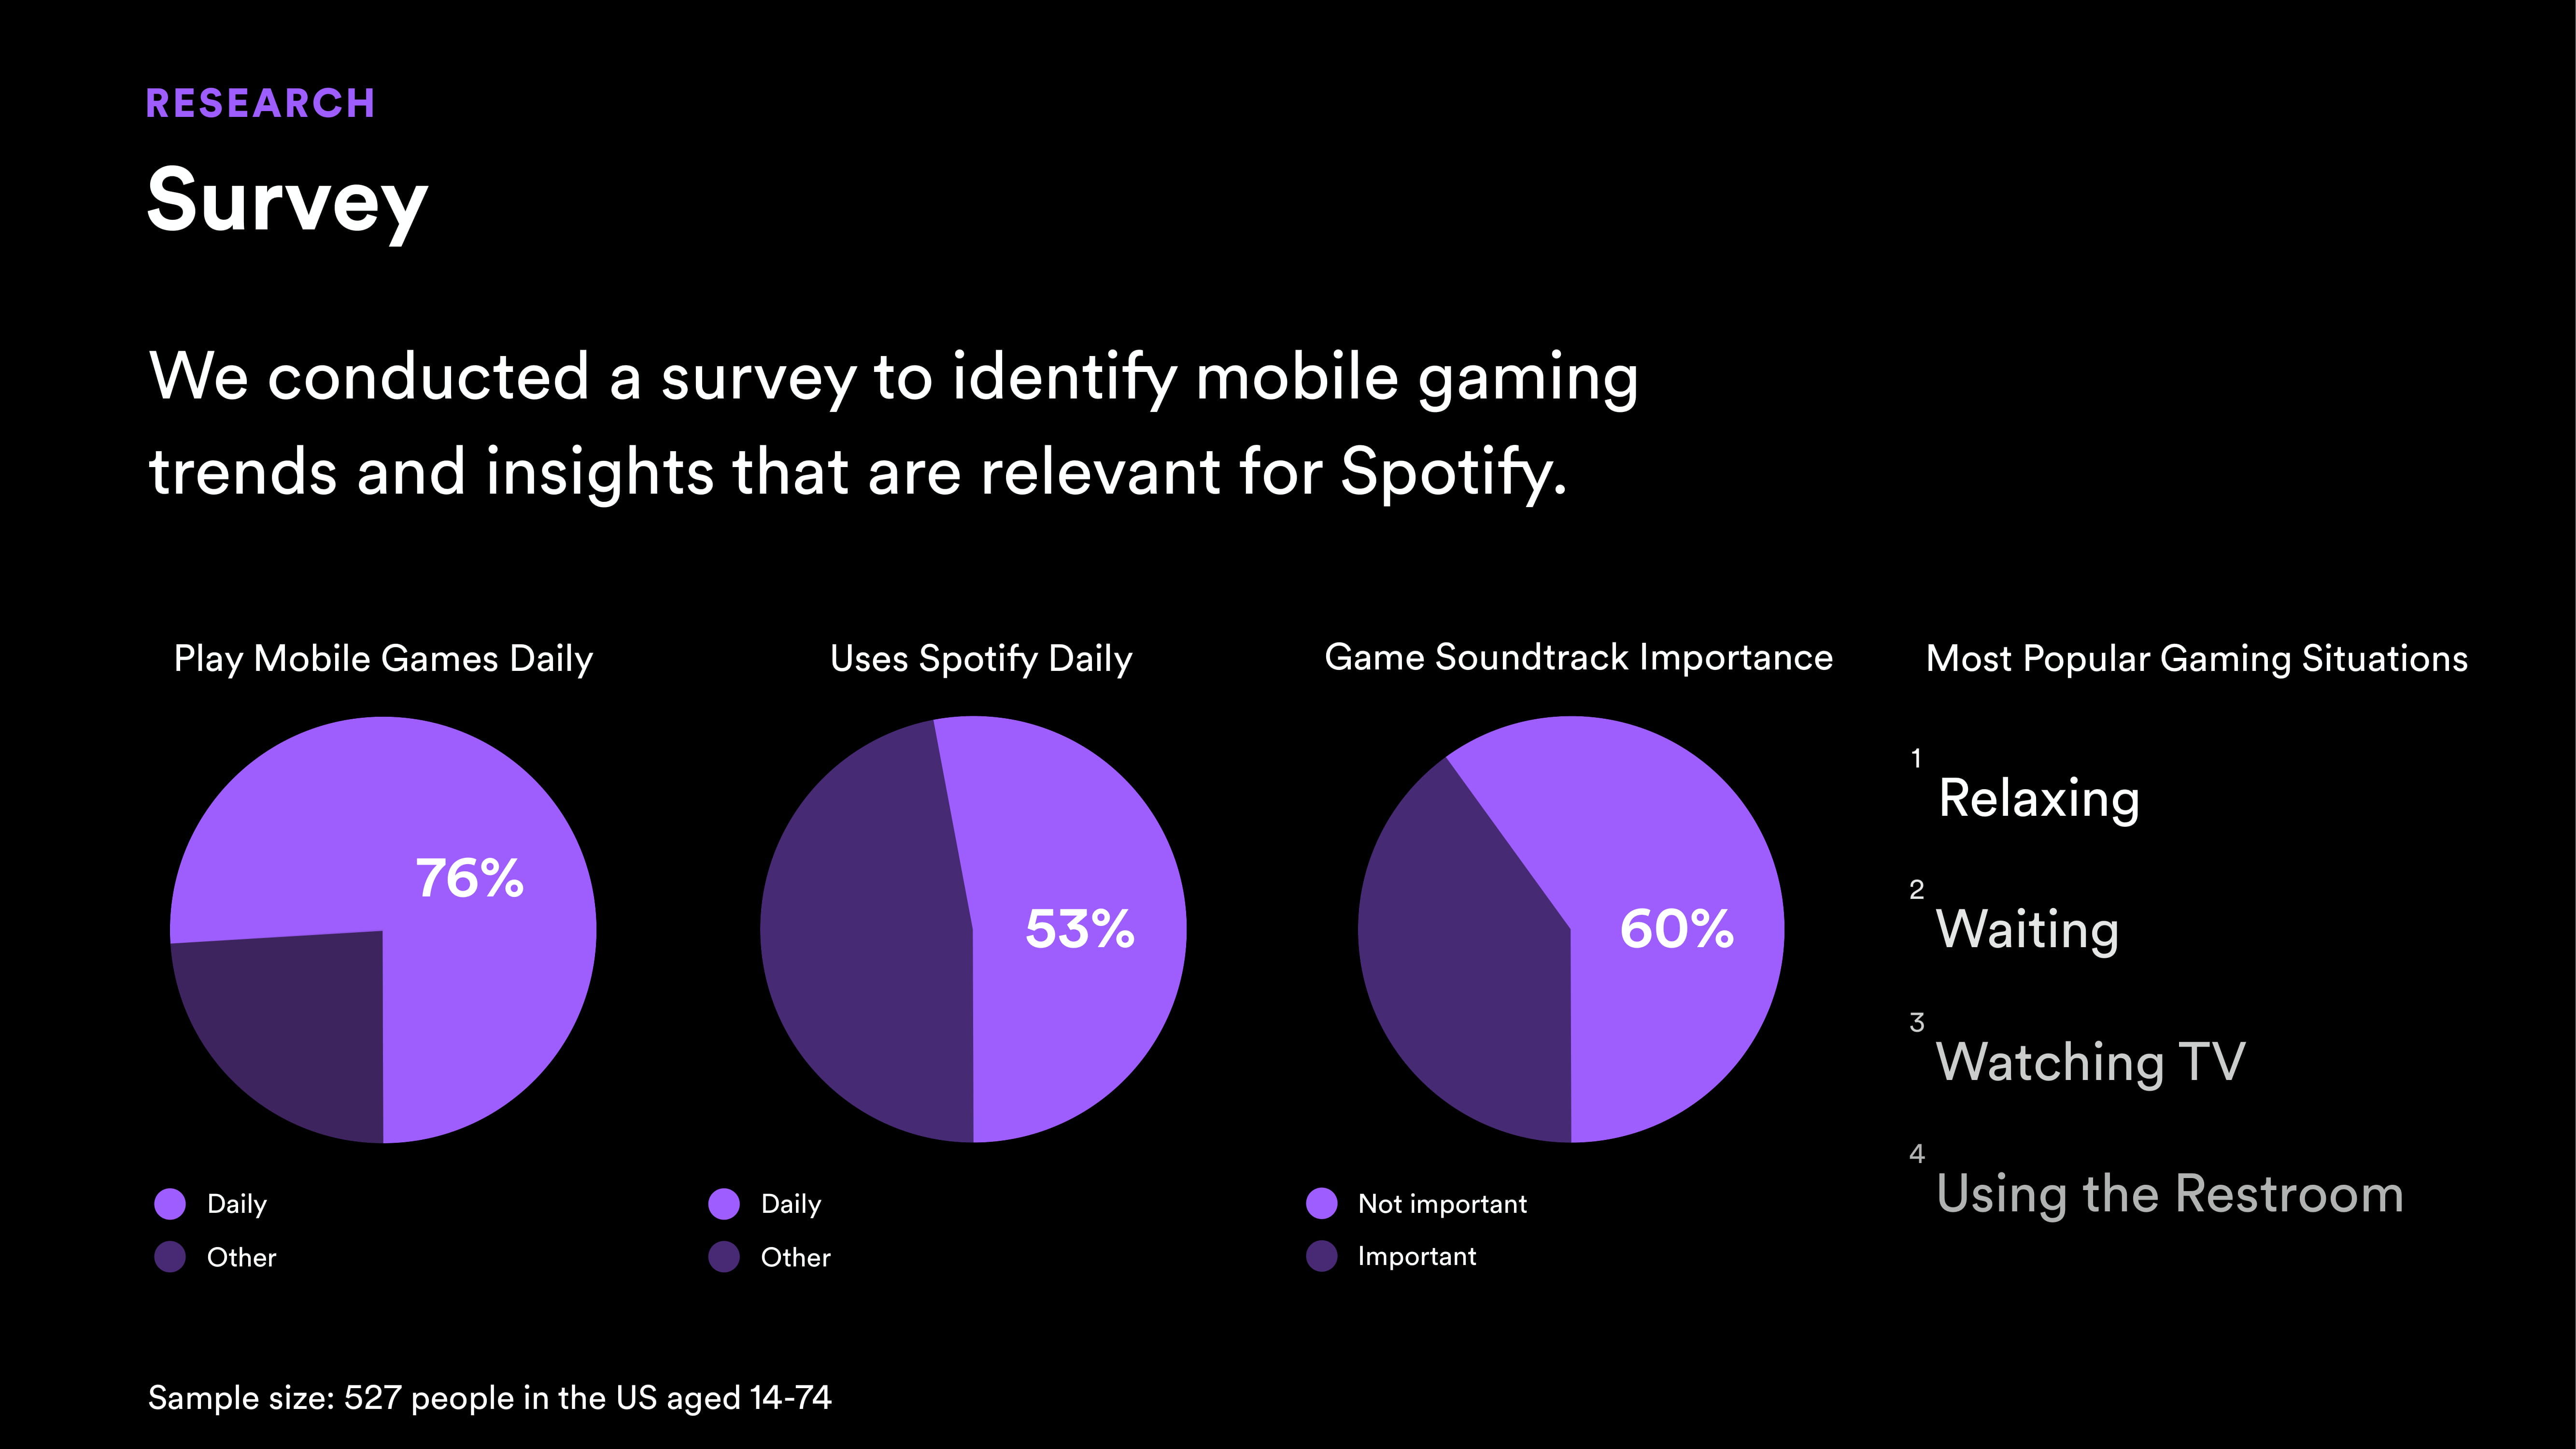 RESEARCH
Survey
We conducted a survey to identify mobile gaming
trends and insights that are relevant for Spotify.
Play Mobile Games Daily
76%
Daily
Other
Uses Spotify Daily
53%
Daily
Other
Game Soundtrack Importance
60%
Not important
Important
Most Popular Gaming Situations
1
Relaxing
2
Waiting
3
Watching TV
4
Using the Restroom
Sample size: 527 people in the US aged 14-74